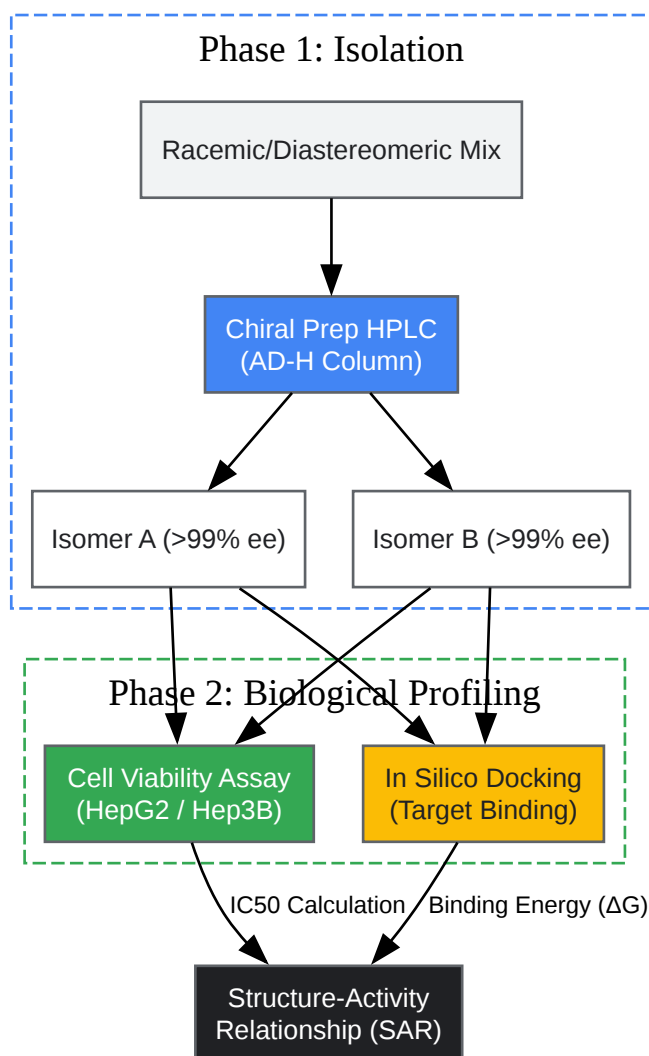 Phase 1: Isolation
Racemic/Diastereomeric Mix
Chiral Prep HPLC
(AD-H Column)
Isomer A (>99% ee)
Isomer B (>99% ee)
Phase 2: Biological Profiling
Cell Viability Assay
(HepG2 / Hep3B)
In Silico Docking
(Target Binding)
IC50 Calculation
Binding Energy (ΔG)
Structure-Activity
Relationship (SAR)